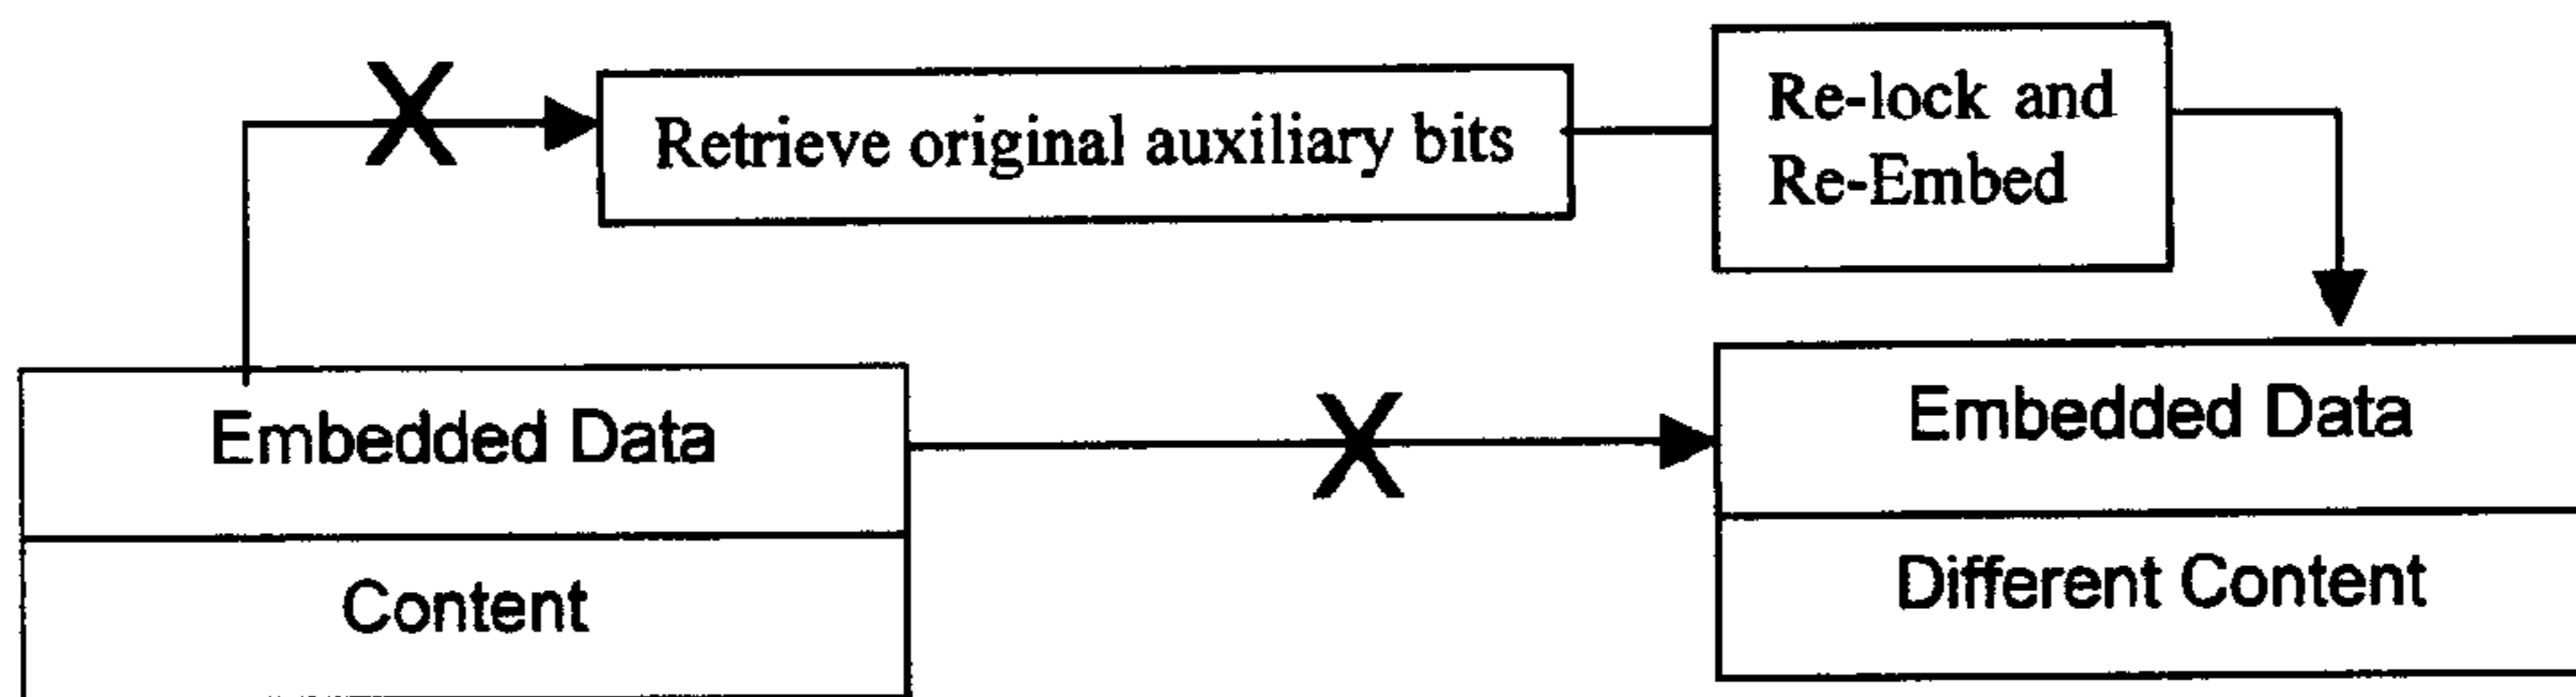 Retrieve original auxiliary bits
Re-lock and
Re-Embed
X
Embedded Data
Content
X
Embedded Data
Different Content